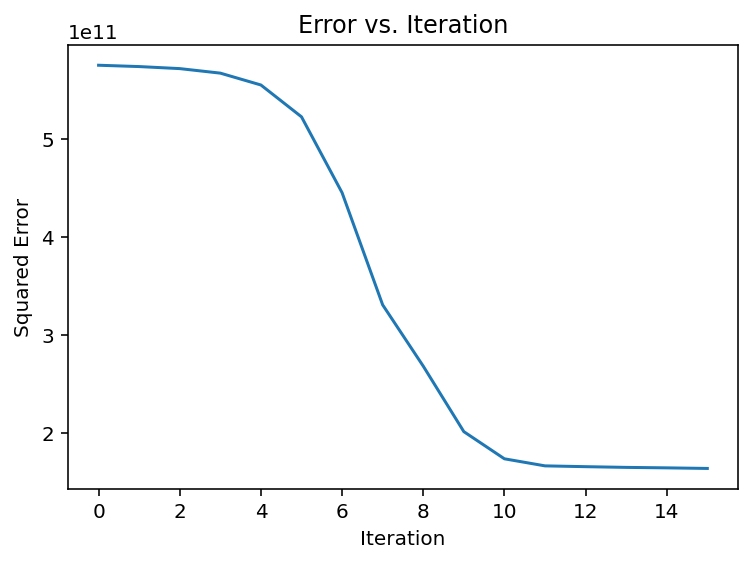 Error vs. Iteration
1e11
5
4
3
2
Squared Error
0 2 4 6 8 10 12 14
Iteration